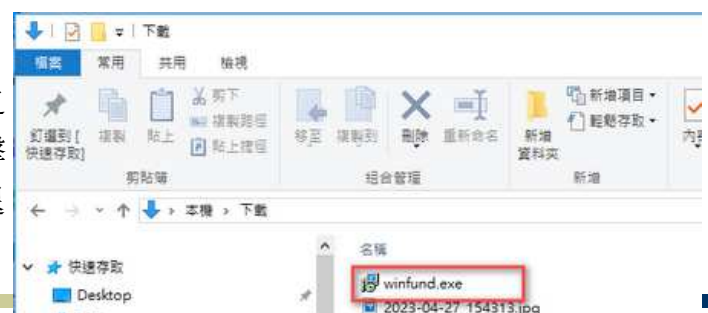 下載
檔案 常用 共用 檢視
釘選到 [
快速存取]
複製
貼上
剪下
複製路徑
貼上捷徑
移至
複製到
刪除
重新命名
新增
資料夾
新增項目
輕鬆存取
剪貼簿
組合管理
新增
本機 › 下載
名稱
快速存取
winfund.exe
Desktop
2023-04-27_154313.jpg